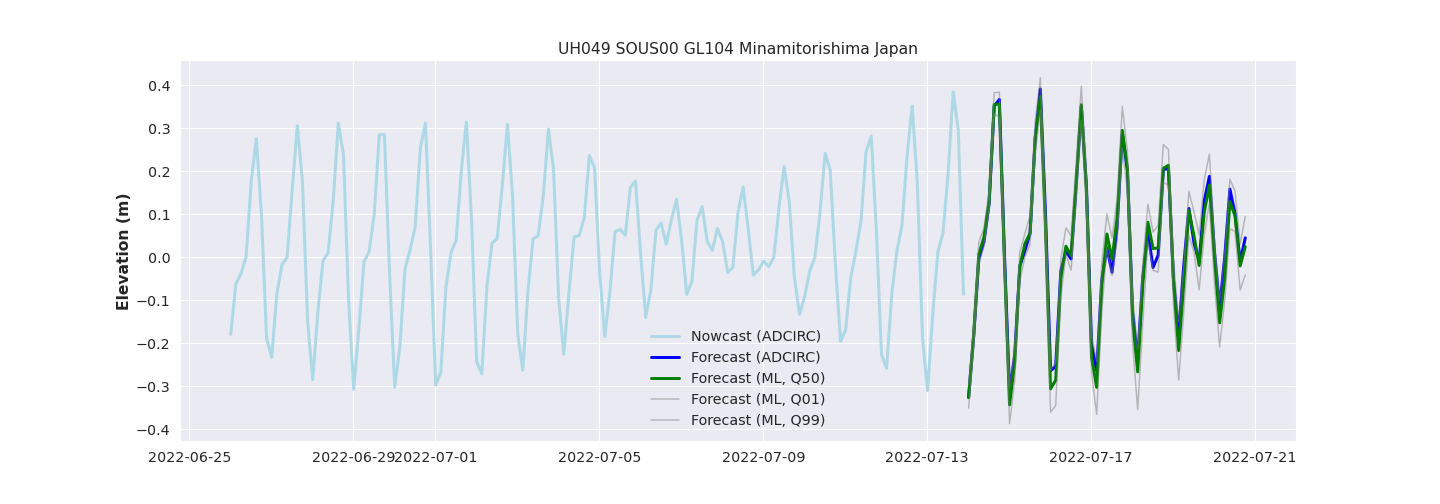 UH049 SOUS00 GL104 Minamitorishima Japan
Elevation (m)
0.4
0.3
0.2
0.1
0.0
−0.1
−0.2
−0.3
−0.4
Nowcast (ADCIRC)
Forecast (ADCIRC)
Forecast (ML, Q50)
Forecast (ML, Q01)
Forecast (ML, Q99)
2022-06-25 2022-06-29 2022-07-01 2022-07-05 2022-07-09 2022-07-13 2022-07-17 2022-07-21